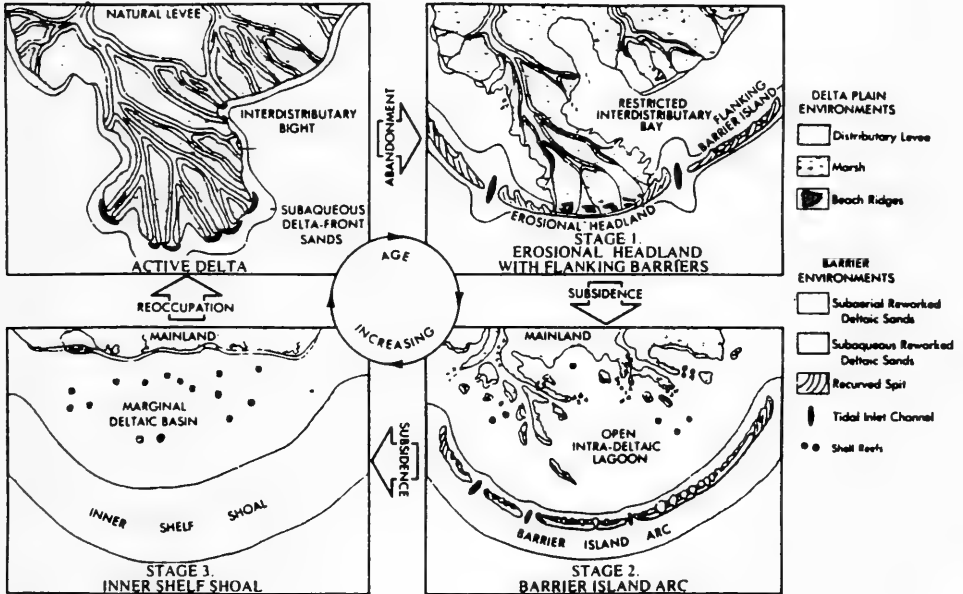 NATURAL LEVEE
INTERDISTRIBUTARY
BIGHT
SUBAQUEOUS
DELTA-FRONT
SANDS
ACTIVE DELTA
ABANDONMENT
RESTRICTED
INTERDISTRIBUTARY
BAY
FLANKING
BARRIER ISLAND
EROSIONAL HEADLAND
STAGE 1.
EROSIONAL HEADLAND
WITH FLANKING BARRIERS
DELTA PLAIN
ENVIRONMENTS
Distributary Levee
Marsh
Beach Ridges
BARRIER
ENVIRONMENTS
Subaerial Reworked
Deltaic Sands
Subaqueous Reworked
Deltaic Sands
Recurved Spit
Tidal Inlet Channel
Shell Reefs
REOCCUPATION
AGE
INCREASING
SUBSIDENCE
MAINLAND
MARGINAL
DELTAIC BASIN
INNER SHELF SHOAL
STAGE 3.
INNER SHELF SHOAL
SUBSIDENCE
MAINLAND
OPEN
INTRA-DELTAIC
LAGOON
BARRIER ISLAND ARC
STAGE 2.
BARRIER ISLAND ARC